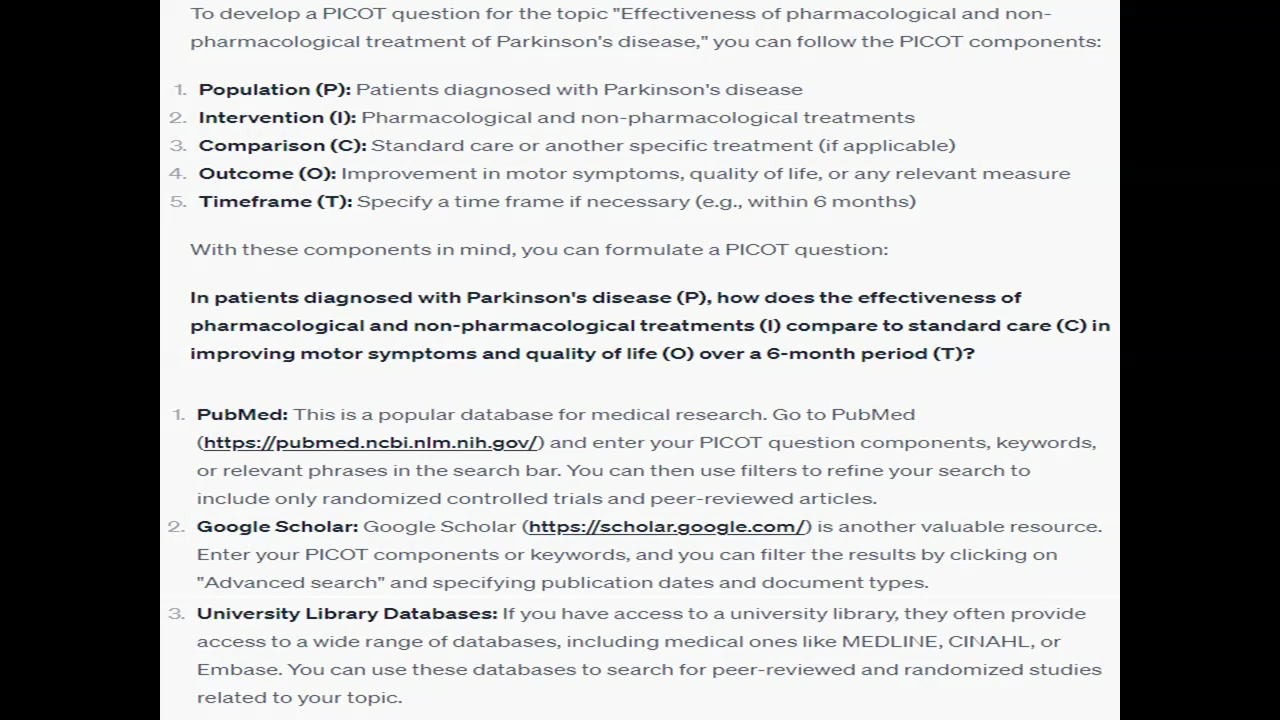 To develop a PICOT question for the topic "Effectiveness of pharmacological and non-
pharmacological treatment of Parkinson's disease," you can follow the PICOT components:
1. Population (P): Patients diagnosed with Parkinson's disease
2. Intervention (I): Pharmacological and non-pharmacological treatments
3. Comparison (C): Standard care or another specific treatment (if applicable)
4. Outcome (O): Improvement in motor symptoms, quality of life, or any relevant measure
5. Timeframe (T): Specify a time frame if necessary (e.g., within 6 months)
With these components in mind, you can formulate a PICOT question:
In patients diagnosed with Parkinson's disease (P), how does the effectiveness of
pharmacological and non-pharmacological treatments (I) compare to standard care (C) in
improving motor symptoms and quality of life (O) over a 6-month period (T)?
1. PubMed: This is a popular database for medical research. Go to PubMed
(https://pubmed.ncbi.nlm.nih.gov/) and enter your PICOT question components, keywords,
or relevant phrases in the search bar. You can then use filters to refine your search to
include only randomized controlled trials and peer-reviewed articles.
2. Google Scholar: Google Scholar (https://scholar.google.com/) is another valuable resource.
Enter your PICOT components or keywords, and you can filter the results by clicking on
"Advanced search" and specifying publication dates and document types.
3. University Library Databases: If you have access to a university library, they often provide
access to a wide range of databases, including medical ones like MEDLINE, CINAHL, or
Embase. You can use these databases to search for peer-reviewed and randomized studies
related to your topic.